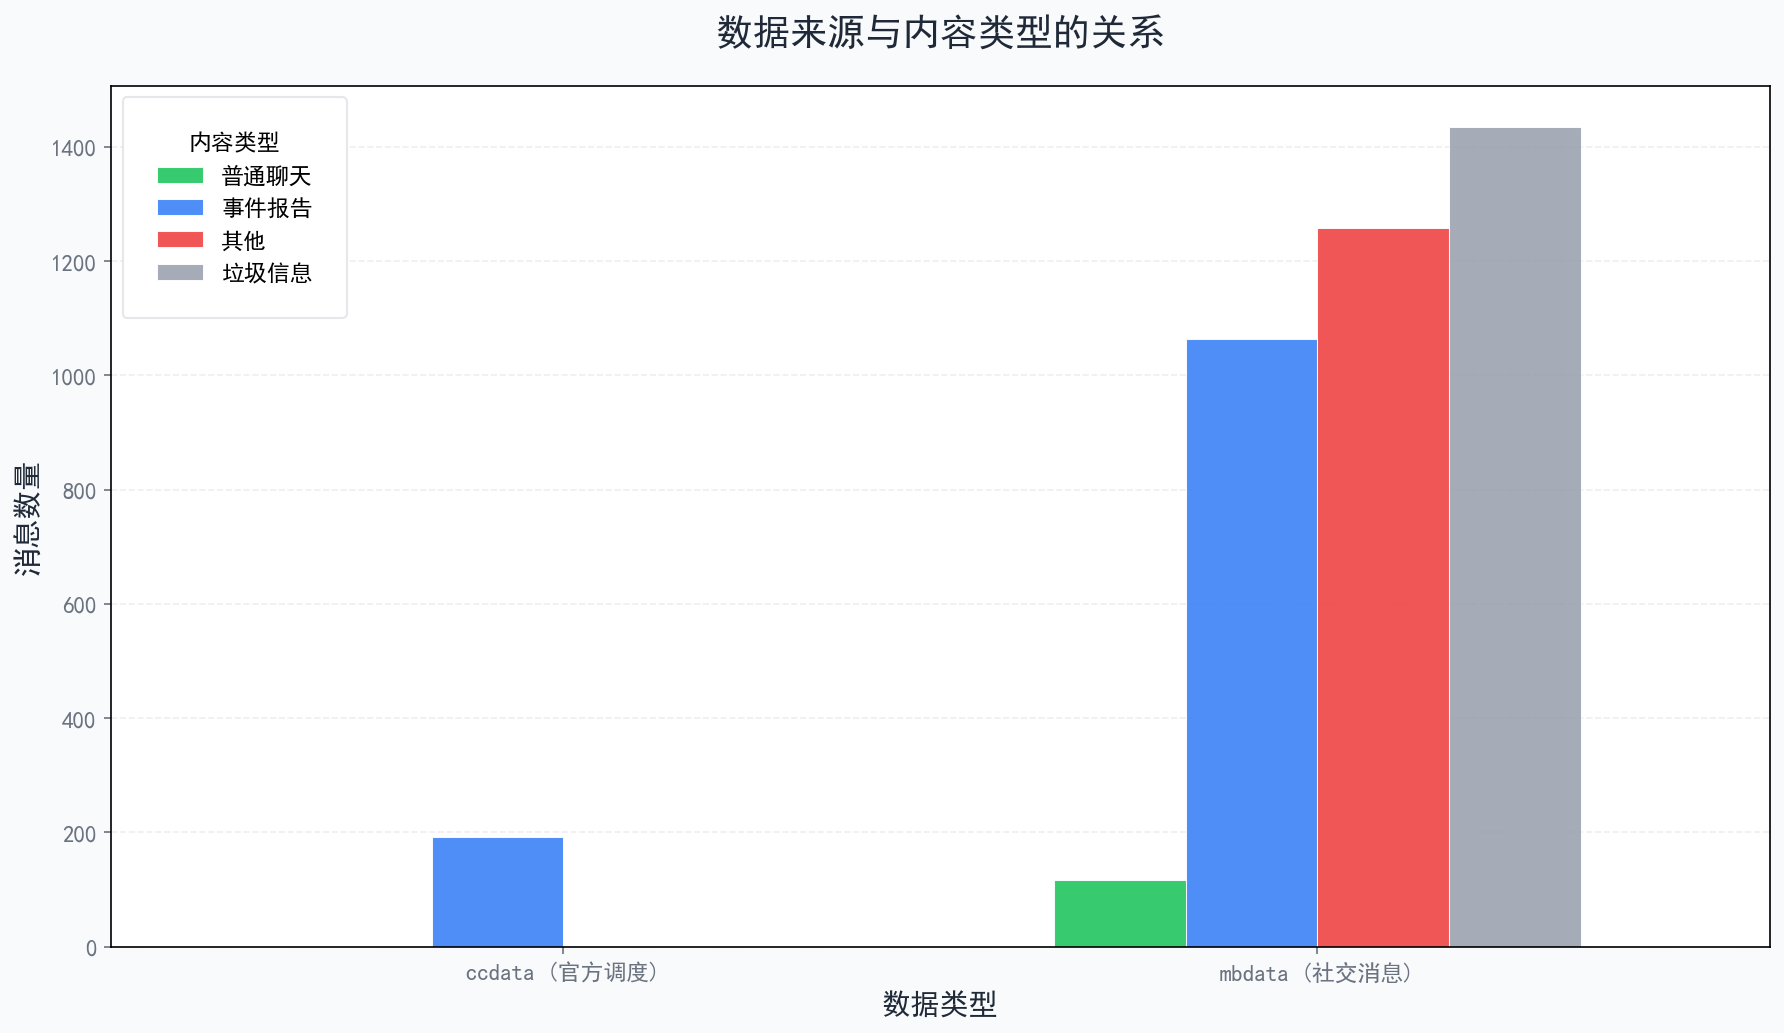 数据来源与内容类型的关系
内容类型
普通聊天
事件报告
其他
垃圾信息
1400
1200
1000
800
600
400
200
0
消息数量
ccdata (官方调度)
mbdata (社交消息)
数据类型